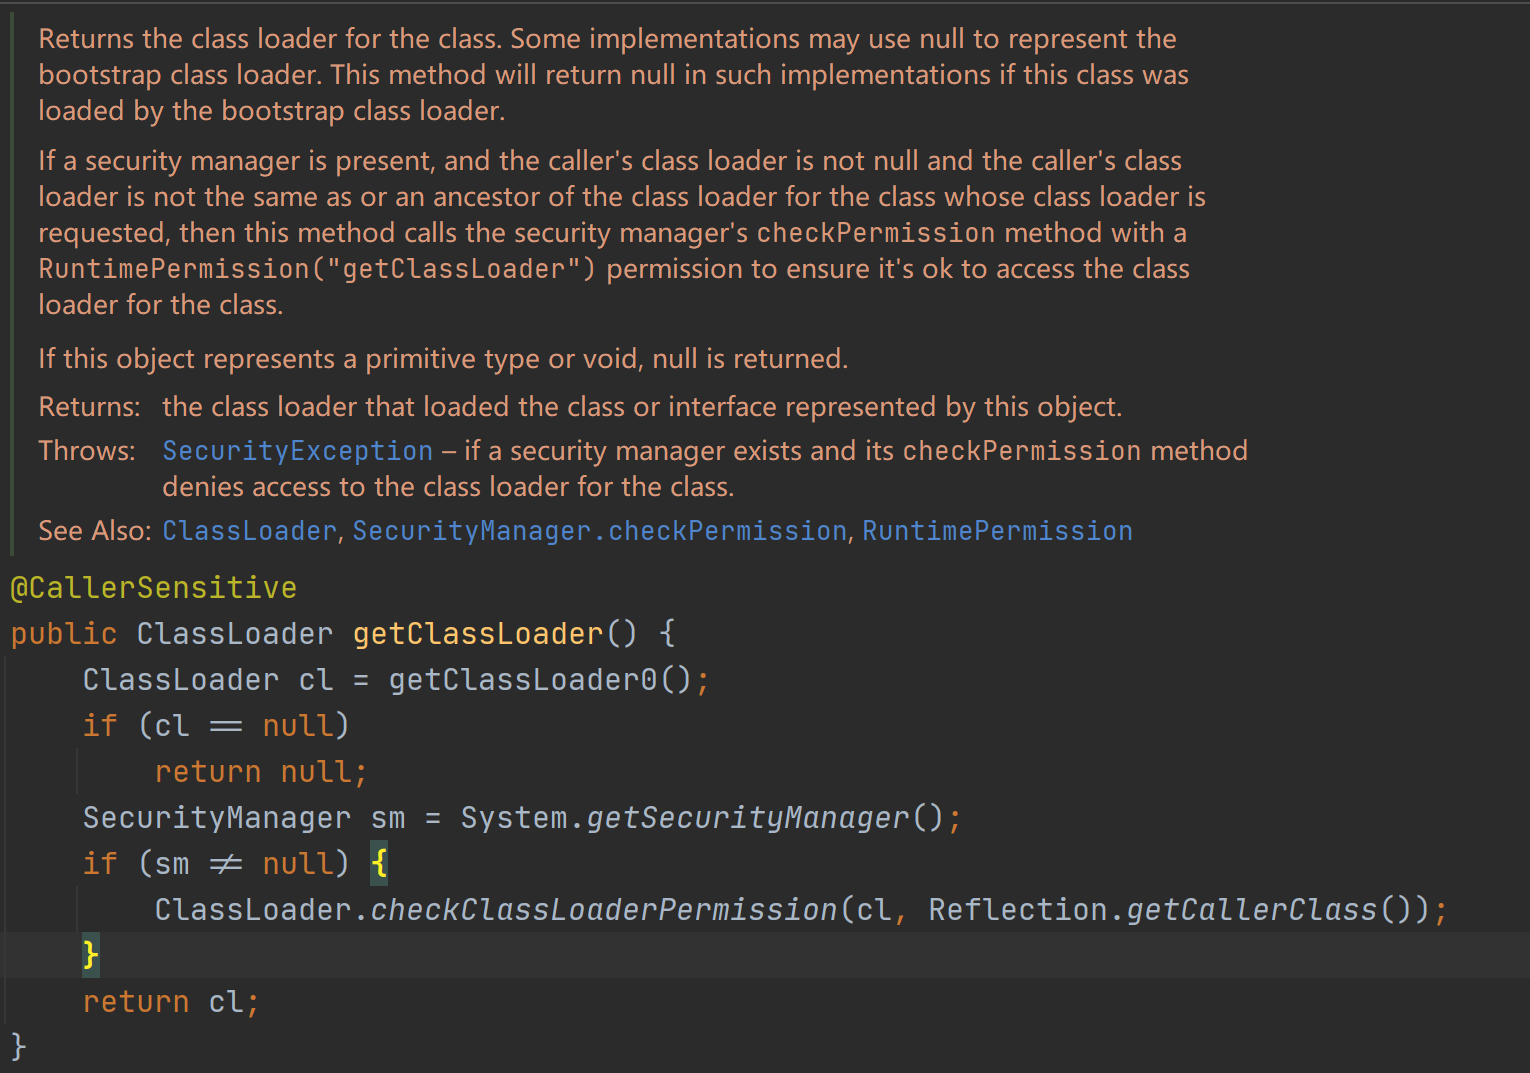 Returns the class loader for the class. Some implementations may use null to represent the
bootstrap class loader. This method will return null in such implementations if this class was
loaded by the bootstrap class loader.
If a security manager is present, and the caller's class loader is not null and the caller's class
loader is not the same as or an ancestor of the class loader for the class whose class loader is
requested, then this method calls the security manager's checkPermission method with a
RuntimePermission("getClassLoader") permission to ensure it's ok to access the class
loader for the class.
If this object represents a primitive type or void, null is returned.
Returns: the class loader that loaded the class or interface represented by this object.
Throws: SecurityException – if a security manager exists and its checkPermission method
denies access to the class loader for the class.
See Also: ClassLoader, SecurityManager.checkPermission, RuntimePermission
@CallerSensitive
public ClassLoader getClassLoader() {
    ClassLoader cl = getClassLoader0();
    if (cl == null)
        return null;
    SecurityManager sm = System.getSecurityManager();
    if (sm != null) {
        ClassLoader.checkClassLoaderPermission(cl, Reflection.getCallerClass());
    }
    return cl;
}